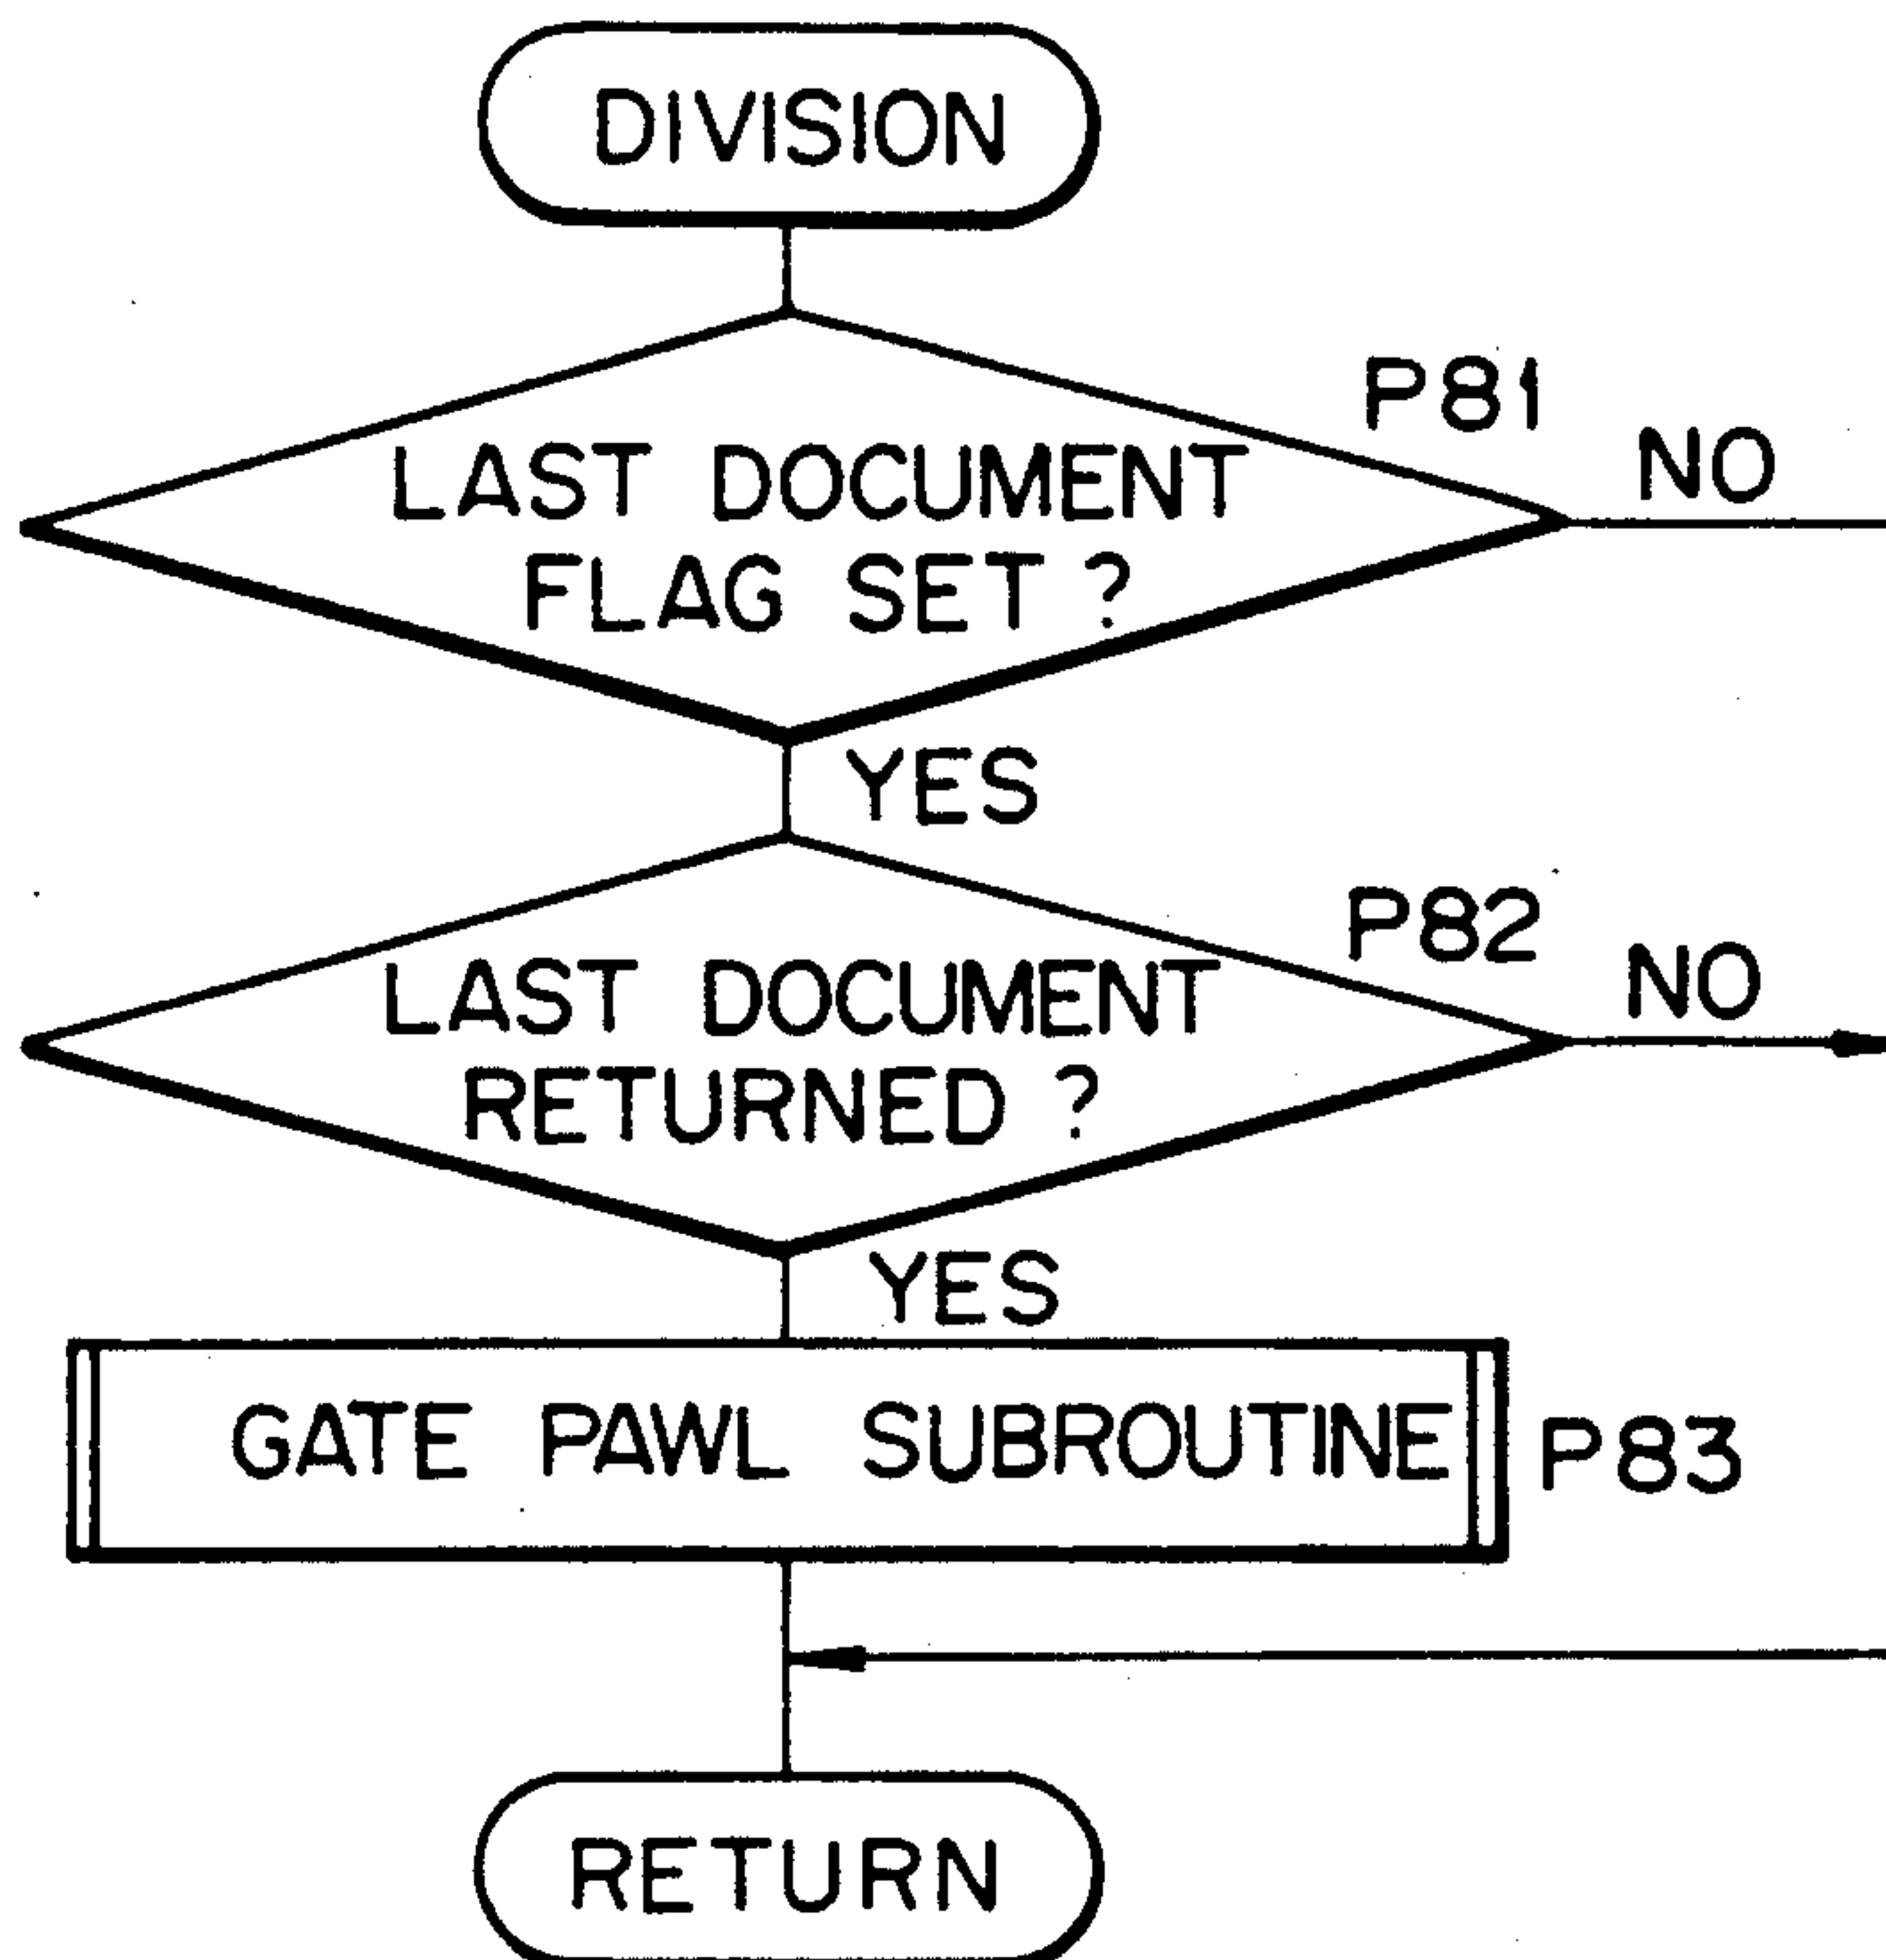 DIVISION
P81
LAST DOCUMENT
FLAG SET ?
NO
YES
P82
LAST DOCUMENT
RETURNED ?
NO
YES
GATE PAWL SUBROUTINE
P83
RETURN